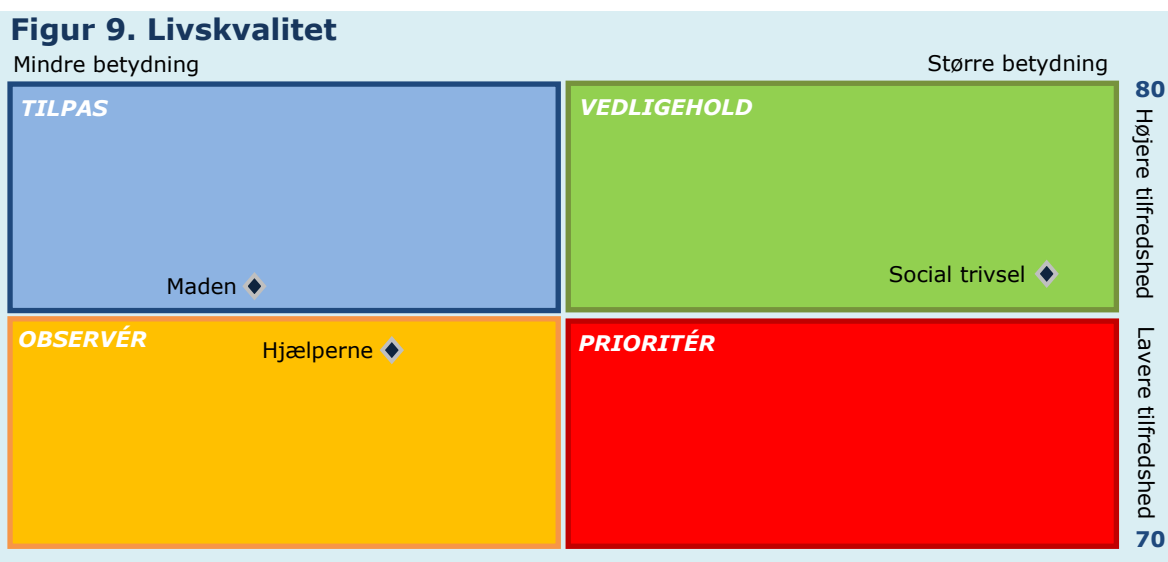 Figur 9. Livskvalitet
Mindre betydning
Større betydning
80
TILPAS
VEDLIGEHOLD
Højere tilfredshed
Social trivsel
Maden
OBSERVÉR
PRIORITÉR
Hjælperne
Lavere tilfredshed
70